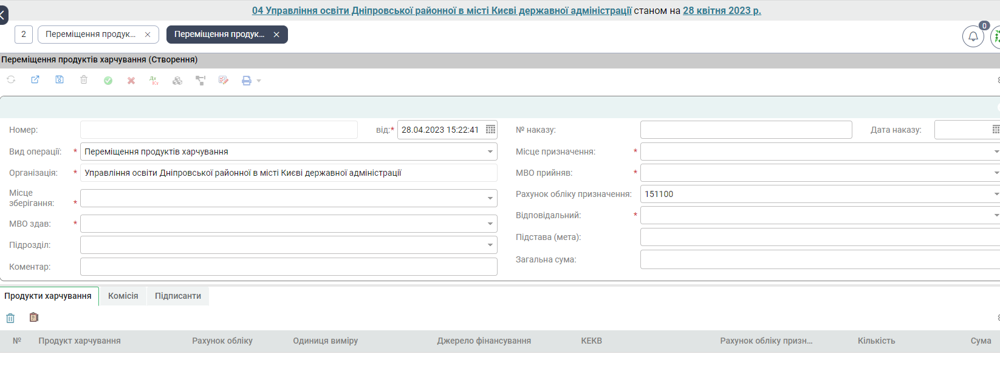 04 Управління освіти Дніпровської районної в місті Києві державної адміністрації станом на 28 квітня 2023 р.
2 Переміщення продук... Переміщення продук... 0
Переміщення продуктів харчування (Створення)
Дт
Кт
Номер: від:* 28.04.2023 15:22:41 № наказу: Дата наказу:
Вид операції: * Переміщення продуктів харчування Місце призначення: *
Організація: * Управління освіти Дніпровської районної в місті Києві державної адміністрації МВО прийняв: *
Місце
зберігання: * Рахунок обліку призначення: 151100
МВО здав: * Відповідальний: *
Підрозділ: Підстава (мета):
Коментар: Загальна сума:
Продукти харчування Комісія Підписанти
№ Продукт харчування Рахунок обліку Одиниця виміру Джерело фінансування КЕКВ Рахунок обліку призн... Кількість Сума